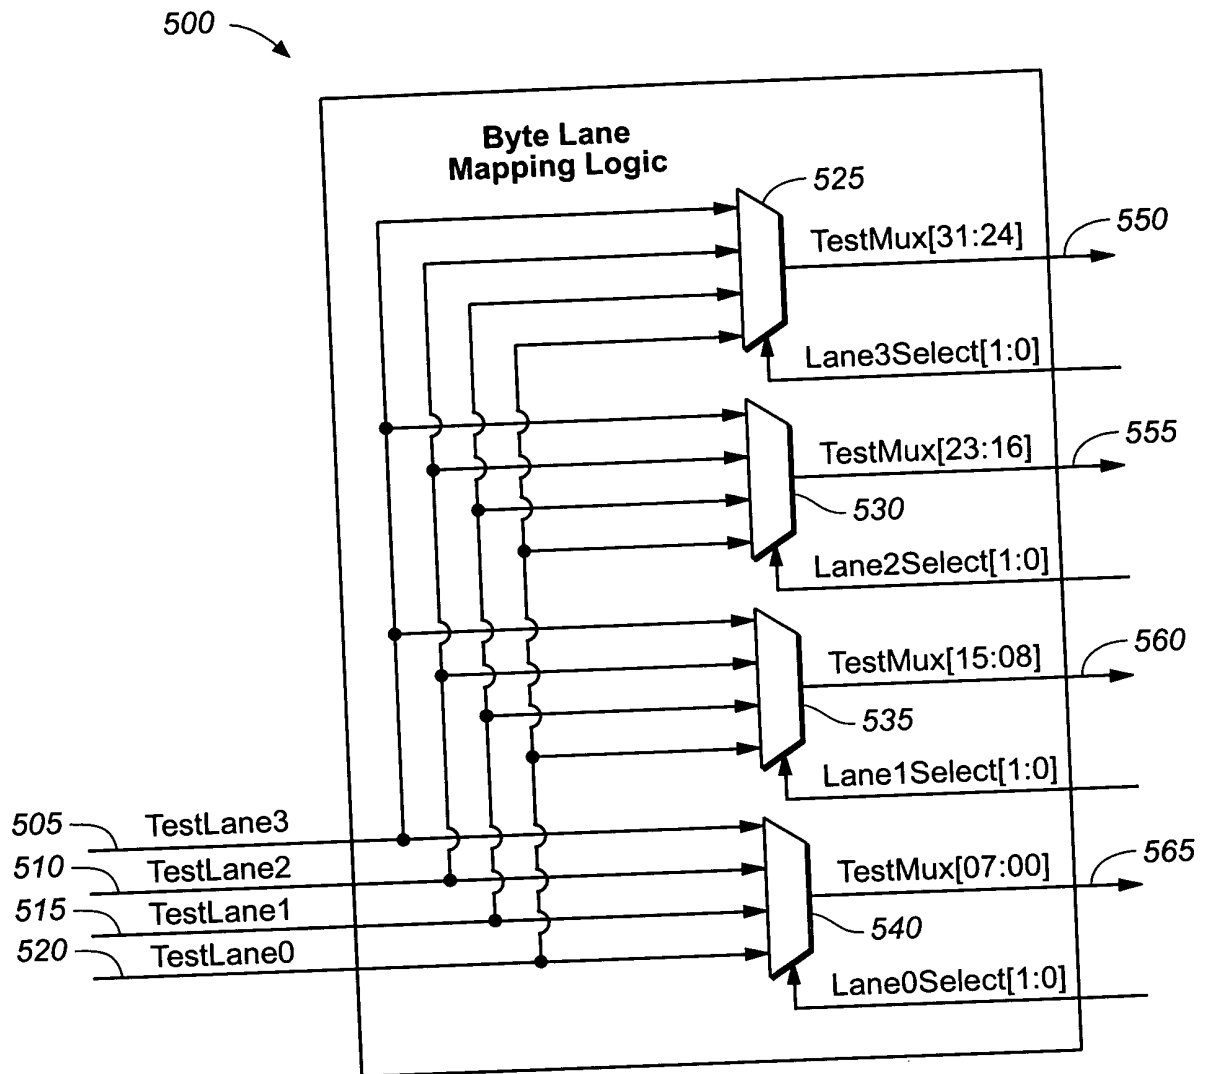 500
Byte Lane
Mapping Logic
525
TestMux[31:24]
550
Lane3Select[1:0]
TestMux[23:16]
555
530
Lane2Select[1:0]
TestMux[15:08]
560
535
Lane1Select[1:0]
505
TestLane3
510
TestLane2
515
TestLane1
520
TestLane0
TestMux[07:00]
565
540
Lane0Select[1:0]